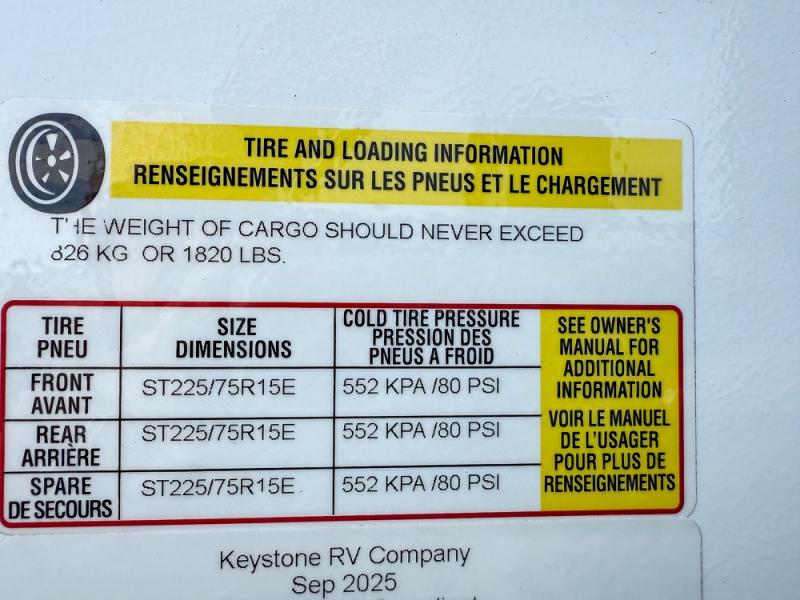 TIRE AND LOADING INFORMATION
RENSEIGNEMENTS SUR LES PNEUS ET LE CHARGEMENT
THE WEIGHT OF CARGO SHOULD NEVER EXCEED
826 KG OR 1820 LBS.
TIRE
PNEU
SIZE
DIMENSIONS
COLD TIRE PRESSURE
PRESSION DES
PNEUS A FROID
FRONT
AVANT
ST225/75R15E
552 KPA /80 PSI
REAR
ARRIÈRE
ST225/75R15E
552 KPA /80 PSI
SPARE
DE SECOURS
ST225/75R15E
552 KPA /80 PSI
SEE OWNER'S
MANUAL FOR
ADDITIONAL
INFORMATION
VOIR LE MANUEL
DE L'USAGER
POUR PLUS DE
RENSEIGNEMENTS
Keystone RV Company
Sep 2025